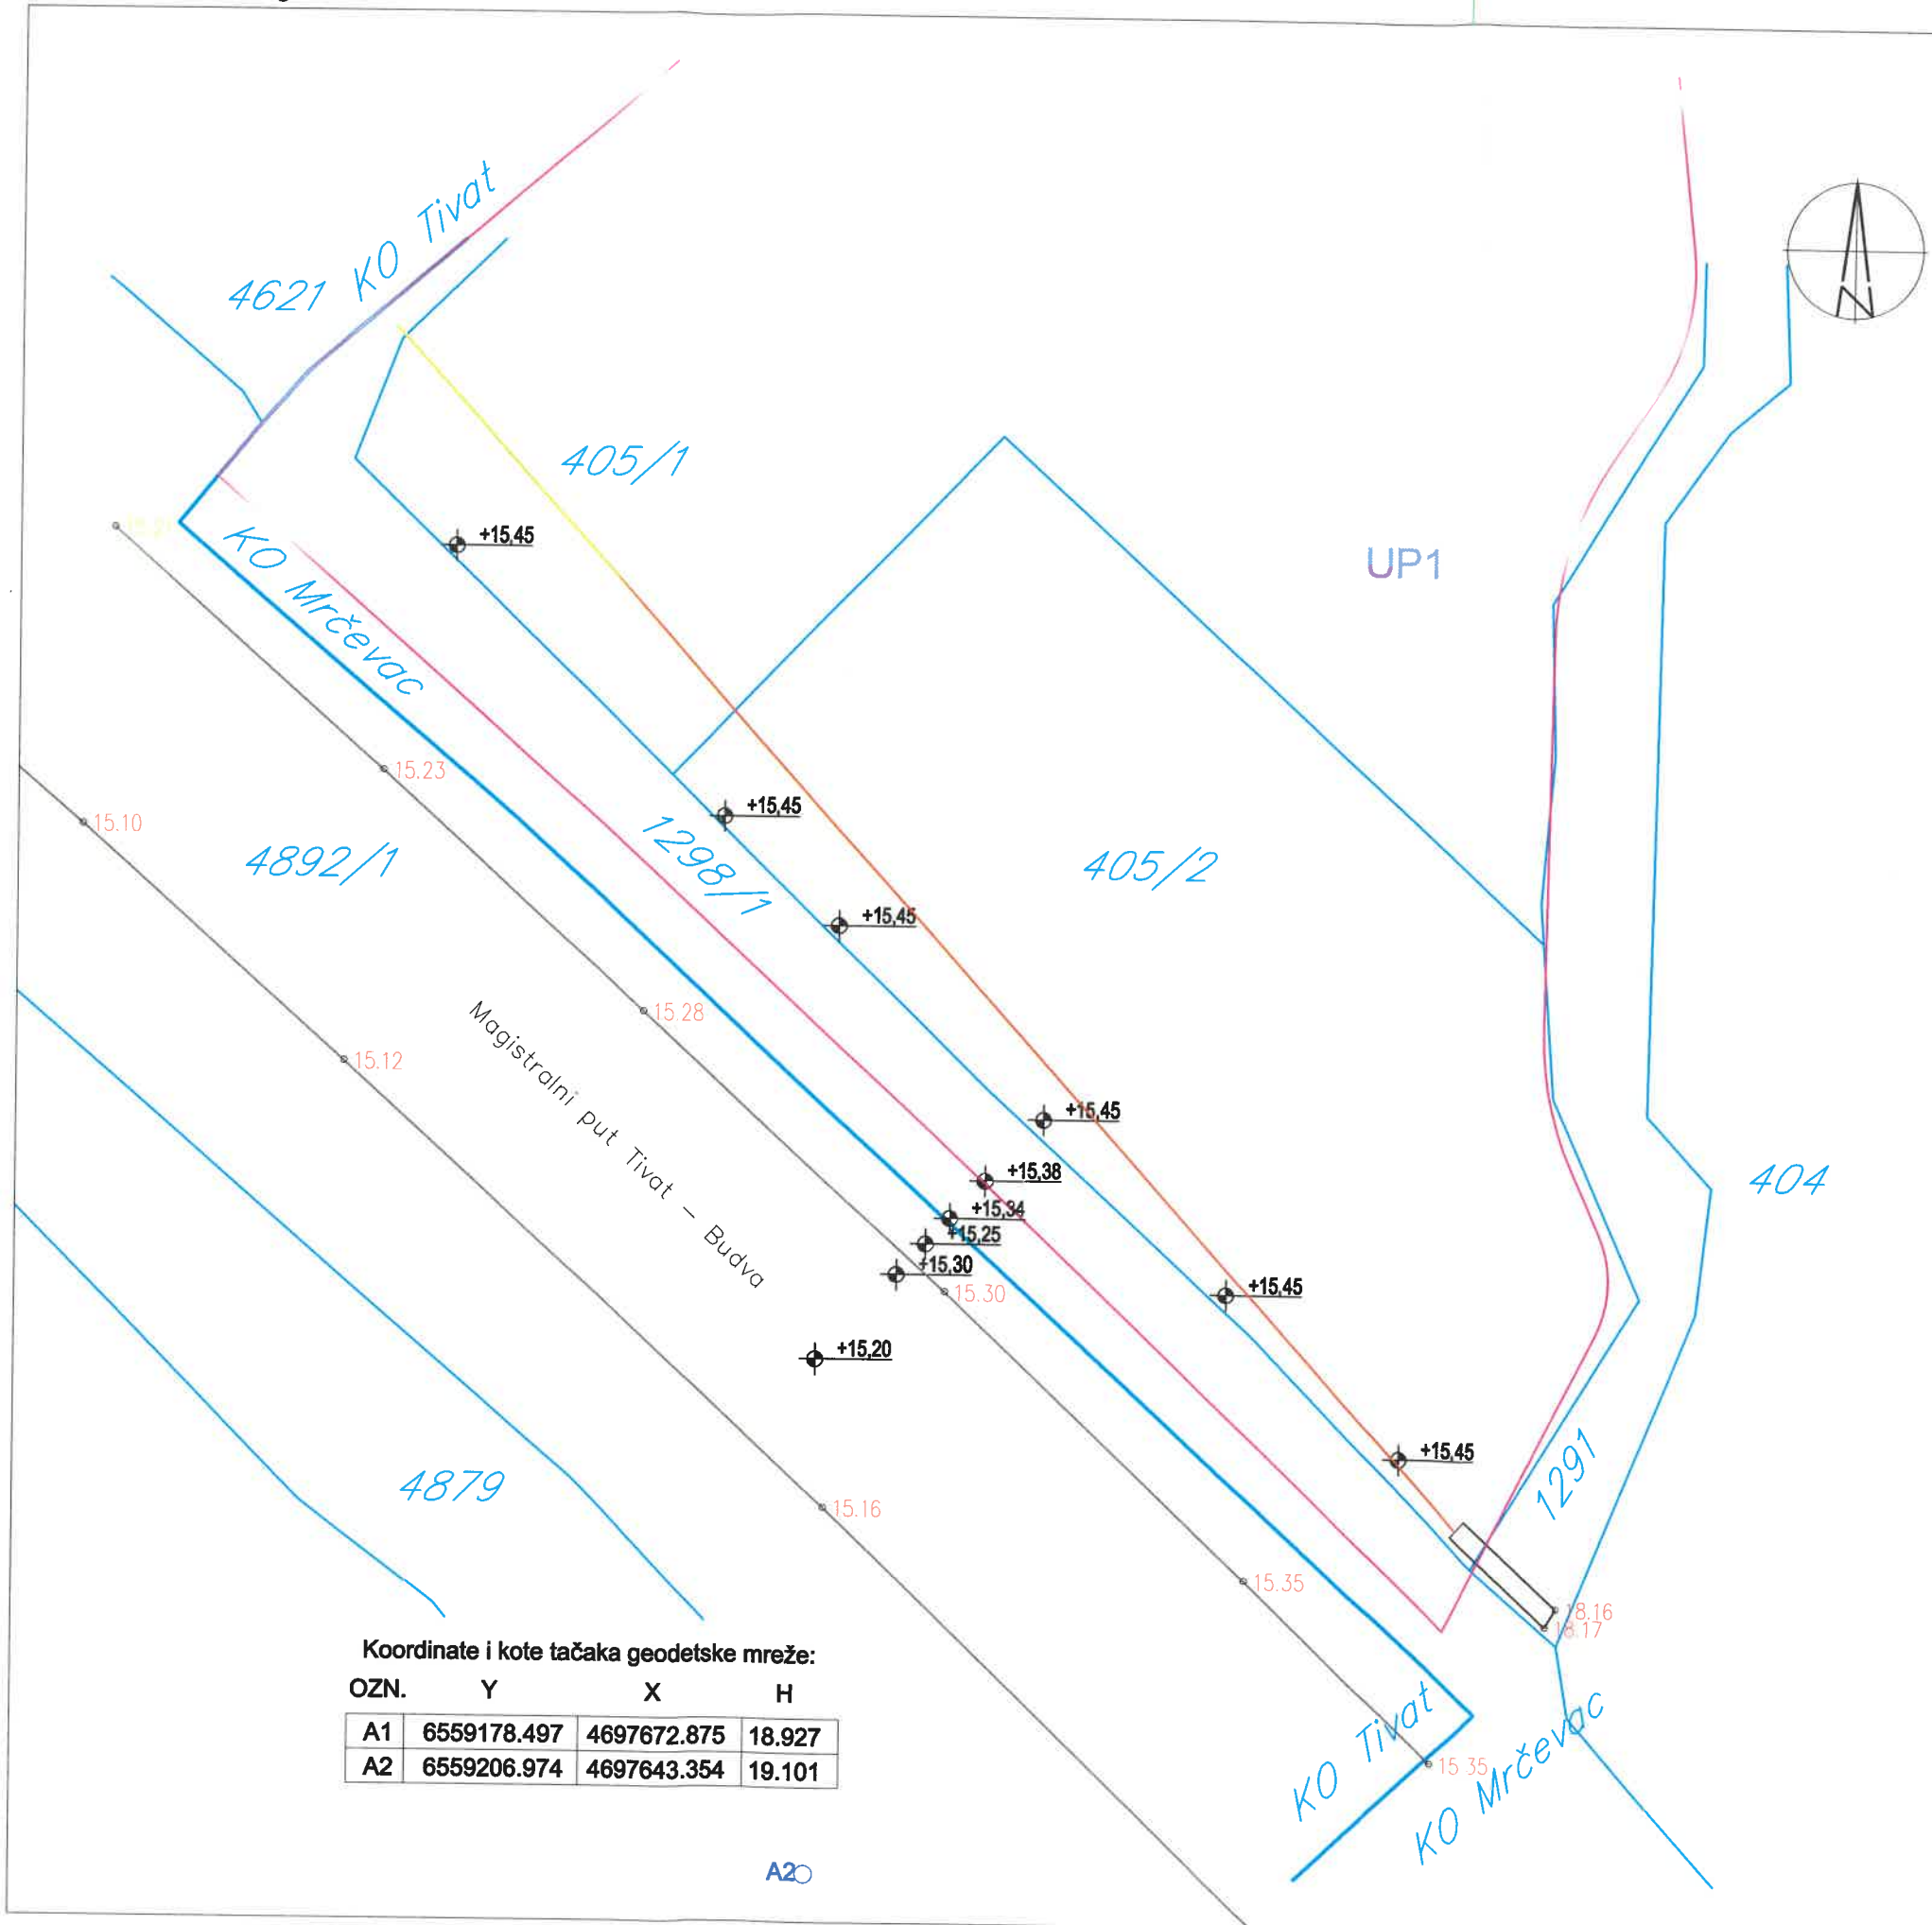 4621 KO Tivat
405/1
+15,45
KO Mrčevac
UP1
15.23
15.10
+15,45
4892/1
1298/1
405/2
+15,45
15.28
15.12
Magistralni put Tivat – Budva
+15,45
+15,38
404
+15,34
+15,25
+15,30
15.30
+15,45
+15,20
+15,45
4879
1291
15.16
15.35
18.16
18.17
Koordinate i kote tačaka geodetske mreže:
OZN. Y X H
A1 6559178.497 4697672.875 18.927
A2 6559206.974 4697643.354 19.101
KO Tivat
15 35
KO Mrčevac
A2
N